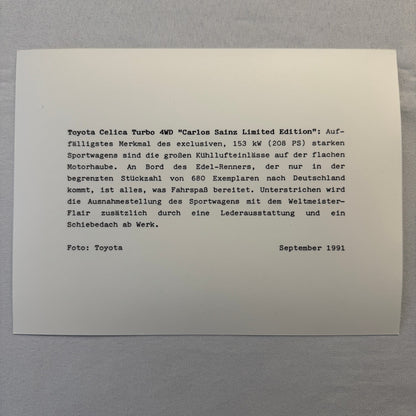 Toyota Celica Turbo 4WD "Carlos Sainz Limited Edition": Auf-
fälligstes Merkmal des exclusiven, 153 kW (208 PS) starken
Sportwagens sind die großen Kühllufteinlässe auf der flachen
Motorhaube. An Bord des Edel-Renners, der nur in der
begrenzten Stückzahl von 680 Exemplaren nach Deutschland
kommt, ist alles, was Fahrspaß bereitet. Unterstrichen wird
die Ausnahmestellung des Sportwagens mit dem Weltmeister-
Flair zusätzlich durch eine Lederausstattung und ein
Schiebedach ab Werk.
Foto: Toyota September 1991